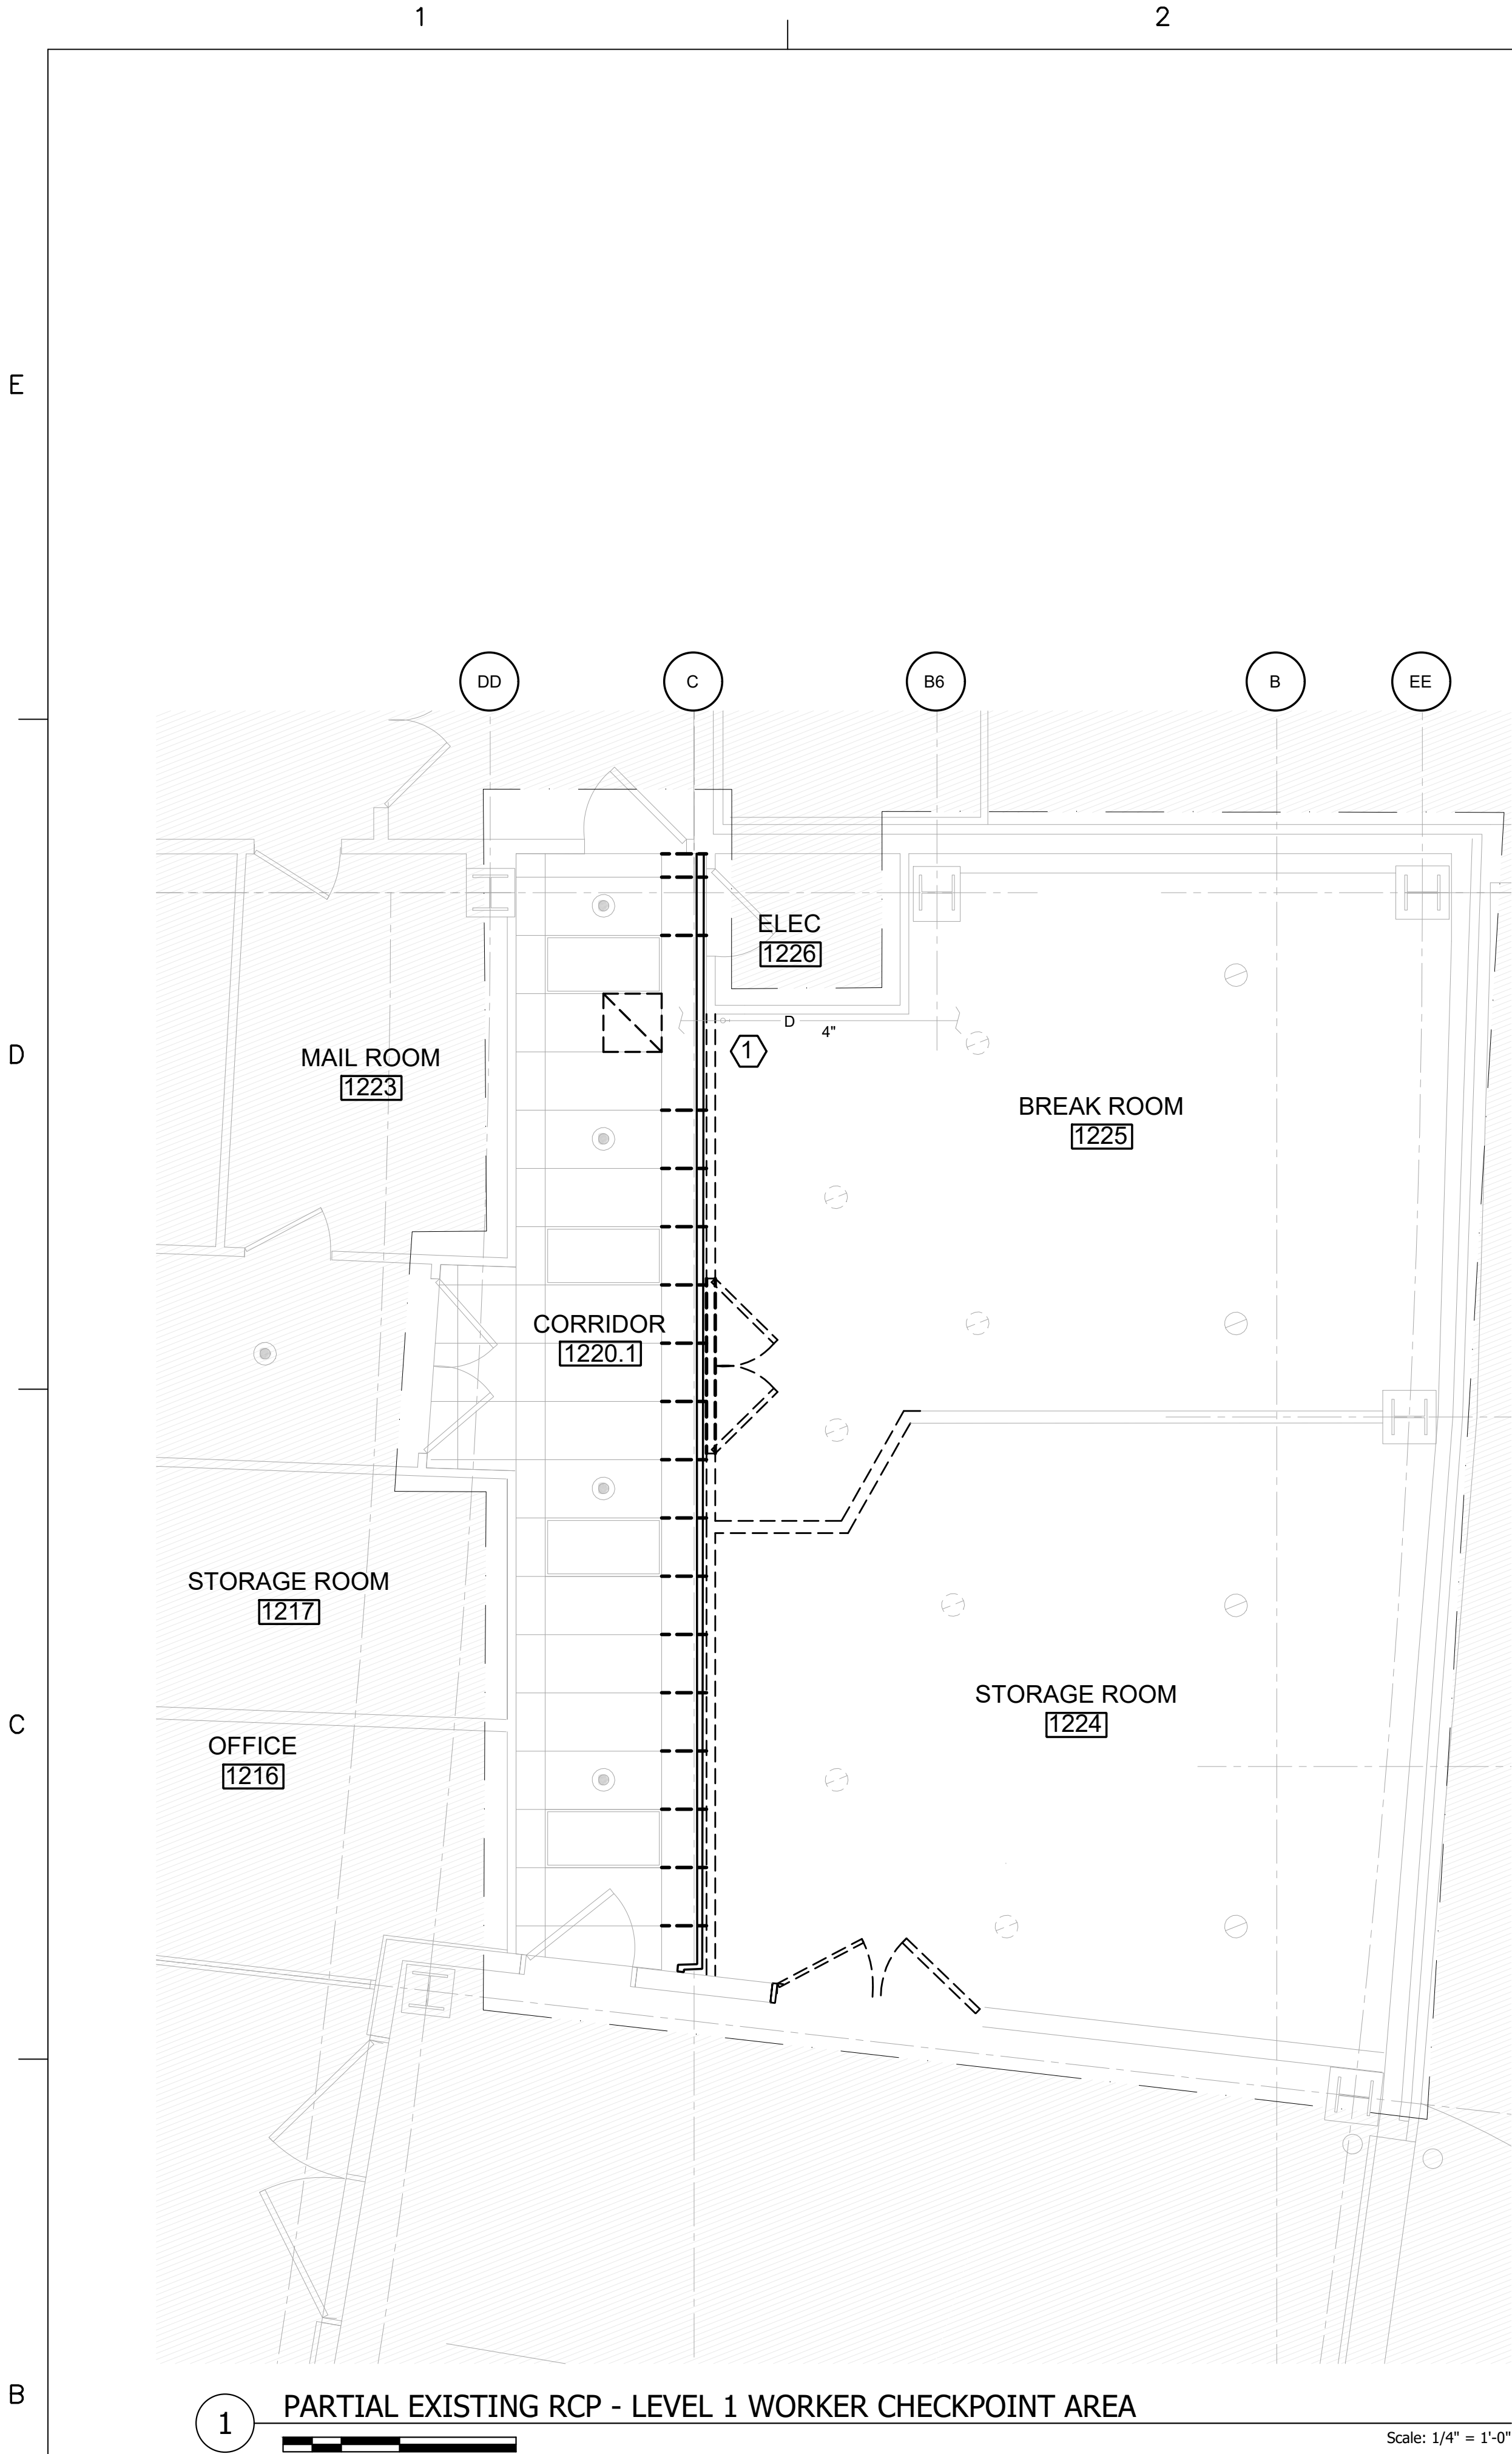 1
2
E
DD
C
B6
B
EE
ELEC
1226
D
4"
D
MAIL ROOM
1223
1
BREAK ROOM
1225
CORRIDOR
1220.1
STORAGE ROOM
1217
C
STORAGE ROOM
1224
OFFICE
1216
B
1
PARTIAL EXISTING RCP - LEVEL 1 WORKER CHECKPOINT AREA
Scale: 1/4" = 1'-0"